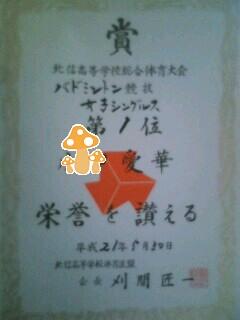 賞
北信高等学校総合体育大会
バドミントン競技
女子シングルス
第1位
愛華
栄誉を讃える
平成21年5月30日
北信高等学校体育連盟
会長 刈間匠一